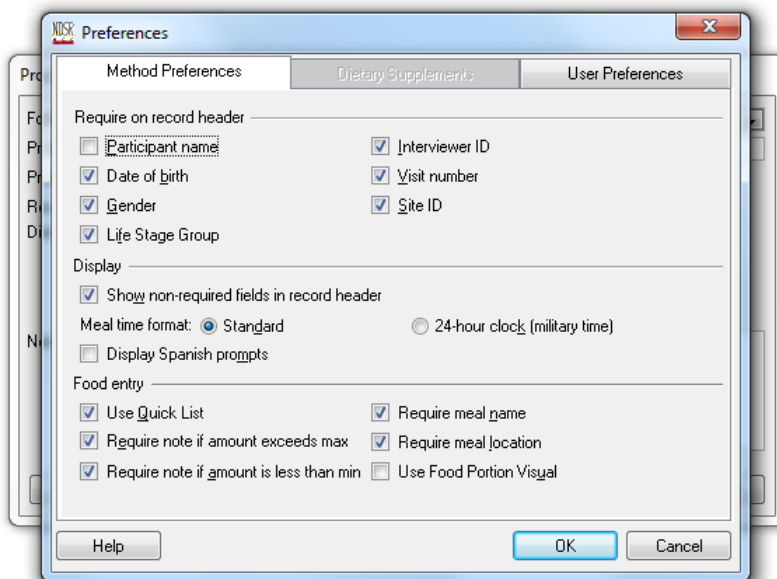 NDSR Preferences
Method Preferences Dietary Supplements User Preferences
Require on record header
Participant name Interviewer ID
Date of birth Visit number
Gender Site ID
Life Stage Group
Display
Show non-required fields in record header
Meal time format: Standard 24-hour clock (military time)
Display Spanish prompts
Food entry
Use Quick List Require meal name
Require note if amount exceeds max Require meal location
Require note if amount is less than min Use Food Portion Visual
Help OK Cancel